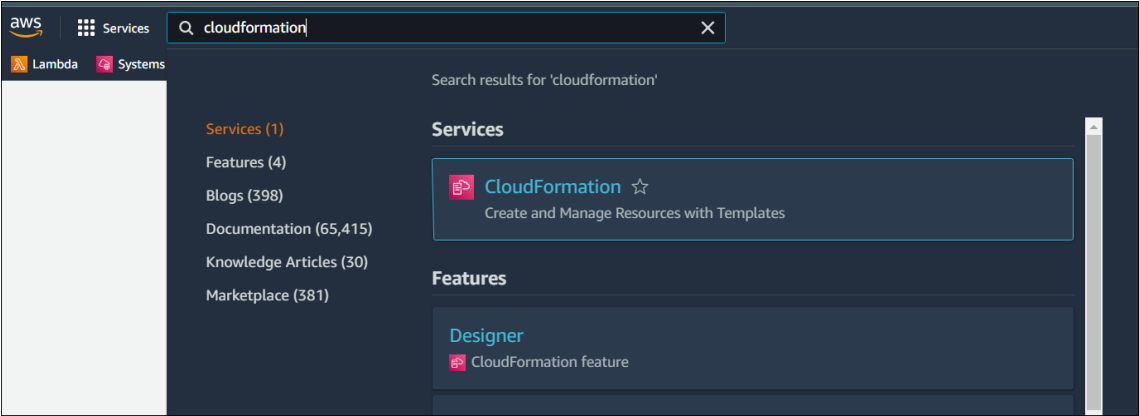 aws
Services
cloudformation
Lambda
Systems
Search results for 'cloudformation'
Services (1)
Features (4)
Blogs (398)
Documentation (65,415)
Knowledge Articles (30)
Marketplace (381)
Services
CloudFormation
Create and Manage Resources with Templates
Features
Designer
CloudFormation feature